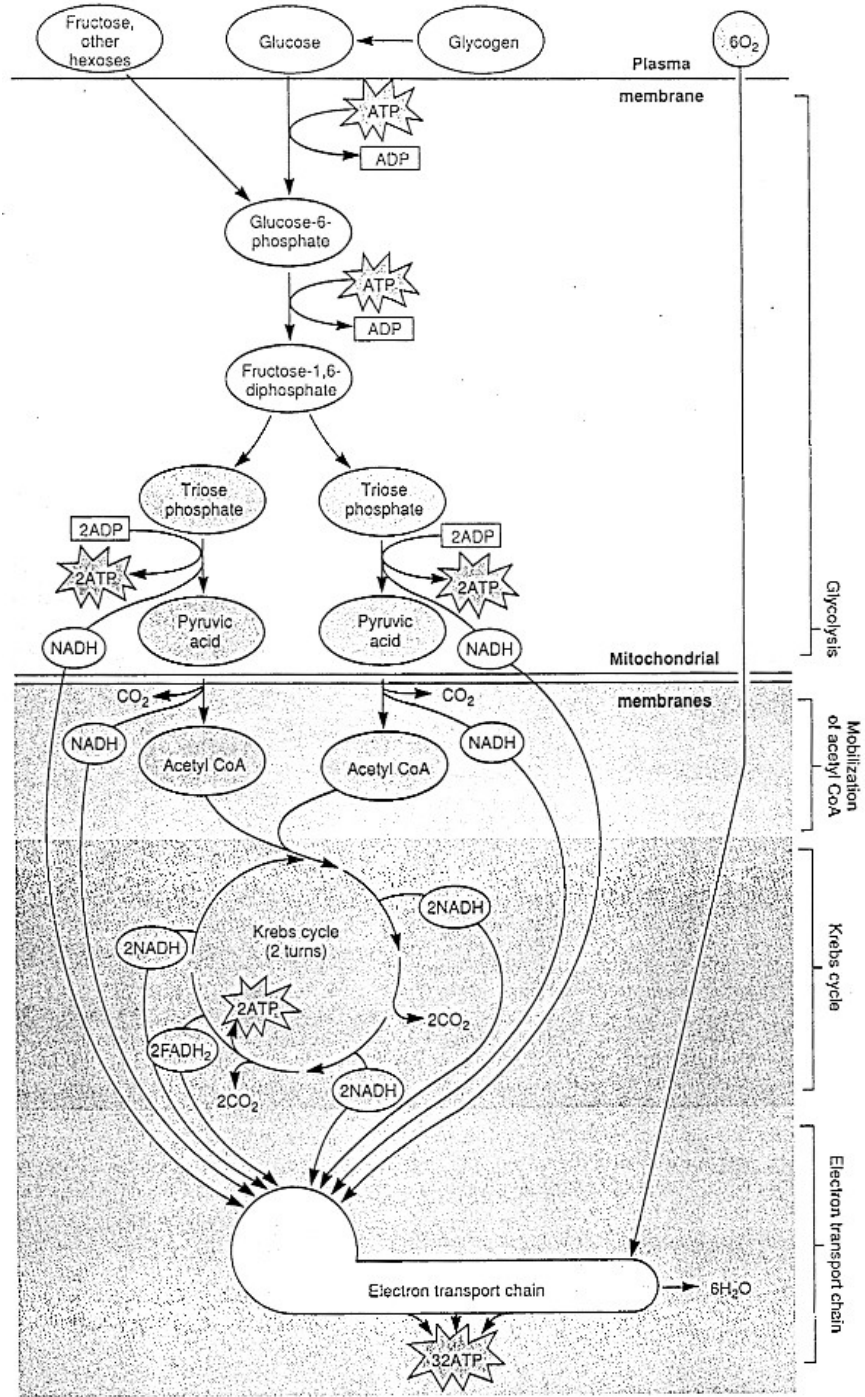 Fructose,
other
hexoses
Glucose
Glycogen
6O₂
Plasma
membrane
ATP
ADP
Glucose-6-
phosphate
ATP
ADP
Fructose-1,6-
diphosphate
Triose
phosphate
Triose
phosphate
2ADP
2ADP
2ATP
2ATP
Glycolysis
Pyruvic
acid
Pyruvic
acid
NADH
NADH
Mitochondrial
membranes
CO₂
CO₂
NADH
NADH
Acetyl CoA
Acetyl CoA
Mobilization
of acetyl CoA
2NADH
2NADH
Krebs cycle
(2 turns)
Krebs cycle
2ATP
2CO₂
2FADH₂
2CO₂
2NADH
Electron transport chain
Electron transport chain
6H₂O
32ATP